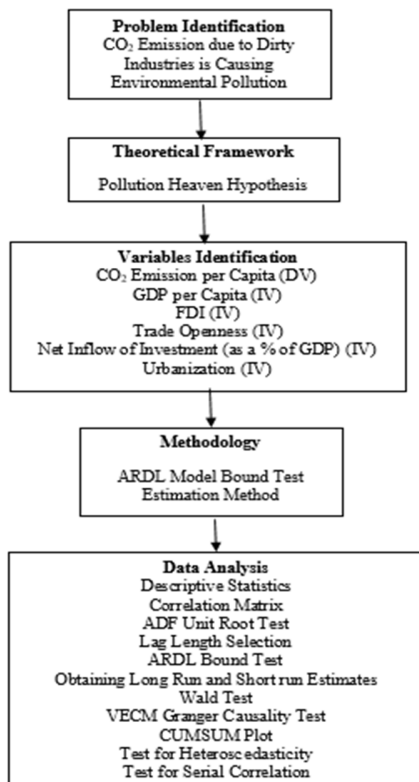 Problem Identification
CO₂ Emission due to Dirty
Industries is Causing
Environmental Pollution
Theoretical Framework
Pollution Heaven Hypothesis
Variables Identification
CO₂ Emission per Capita (DV)
GDP per Capita (IV)
FDI (IV)
Trade Openness (IV)
Net Inflow of Investment (as a % of GDP) (IV)
Urbanization (IV)
Methodology
ARDL Model Bound Test
Estimation Method
Data Analysis
Descriptive Statistics
Correlation Matrix
ADF Unit Root Test
Lag Length Selection
ARDL Bound Test
Obtaining Long Run and Short run Estimates
Wald Test
VECM Granger Causality Test
CUMSUM Plot
Test for Heteroscedasticity
Test for Serial Correlation